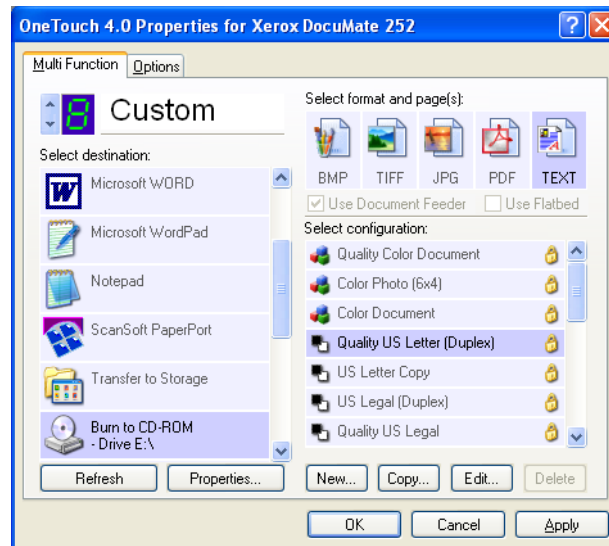 OneTouch 4.0 Properties for Xerox DocuMate 252
Multi Function
Options
8
Custom
Select destination:
Microsoft WORD
Microsoft WordPad
Notepad
ScanSoft PaperPort
Transfer to Storage
Burn to CD-ROM
- Drive E:\
Refresh
Properties...
Select format and page(s):
BMP
TIFF
JPG
PDF
TEXT
Use Document Feeder
Use Flatbed
Select configuration:
Quality Color Document
Color Photo (6x4)
Color Document
Quality US Letter (Duplex)
US Letter Copy
US Legal (Duplex)
Quality US Legal
New...
Copy...
Edit...
Delete
OK
Cancel
Apply